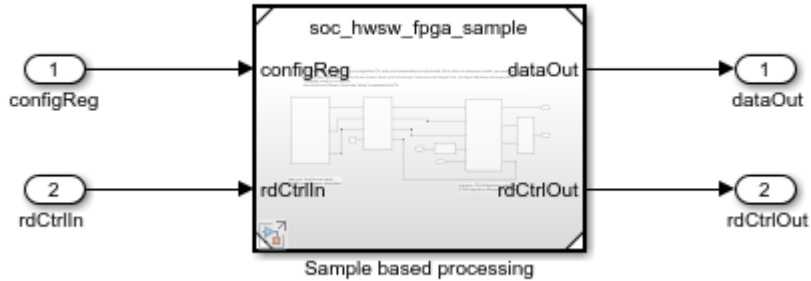 soc_hwsw_fpga_sample
1
configReg
configReg
dataOut
1
dataOut
2
rdCtrlIn
rdCtrlIn
rdCtrlOut
2
rdCtrlOut
Sample based processing